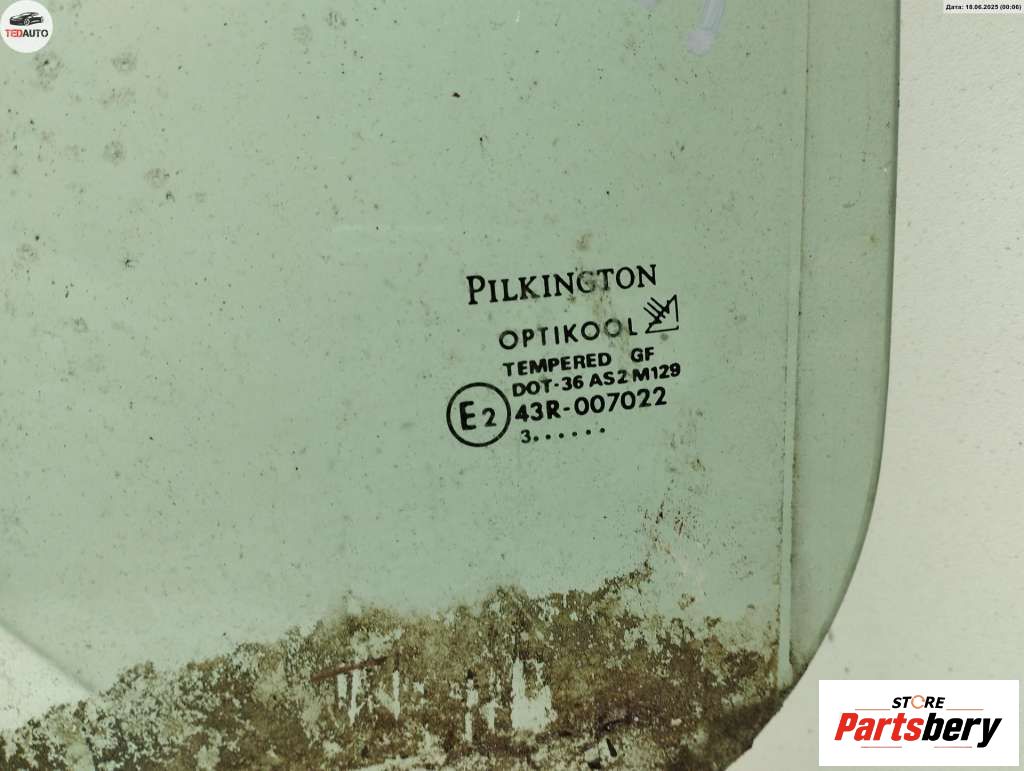 TEDAUTO
Дата: 18.06.2025 (00:06)
PILKINGTON
OPTIKOOL
TEMPERED GF
DOT-36 AS2 M129
E2 43R-007022
3......
STORE
Partsbery